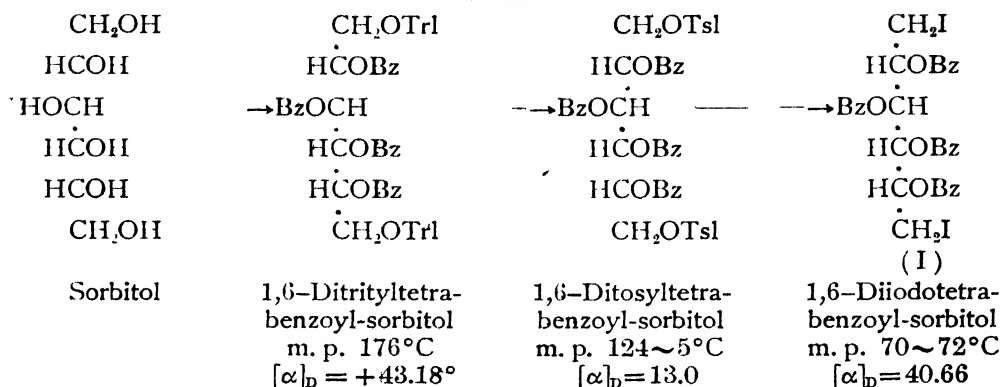 CH₂OH CH₂OTrl CH₂OTsl CH₂I
HCOH HCOBz HCOBz HCOBz
HOCH →BzOCH →BzOCH →BzOCH
HCOH HCOBz HCOBz HCOBz
HCOH HCOBz HCOBz HCOBz
CH₂OH CH₂OTrl CH₂OTsl CH₂I
(I)
Sorbitol 1,6–Ditrityltetra- 1,6–Ditosyltetra- 1,6–Diiodotetra-
benzoyl-sorbitol benzoyl-sorbitol benzoyl-sorbitol
m. p. 176°C m. p. 124~5°C m. p. 70~72°C
[α]D = +43.18° [α]D=13.0 [α]D=40.66